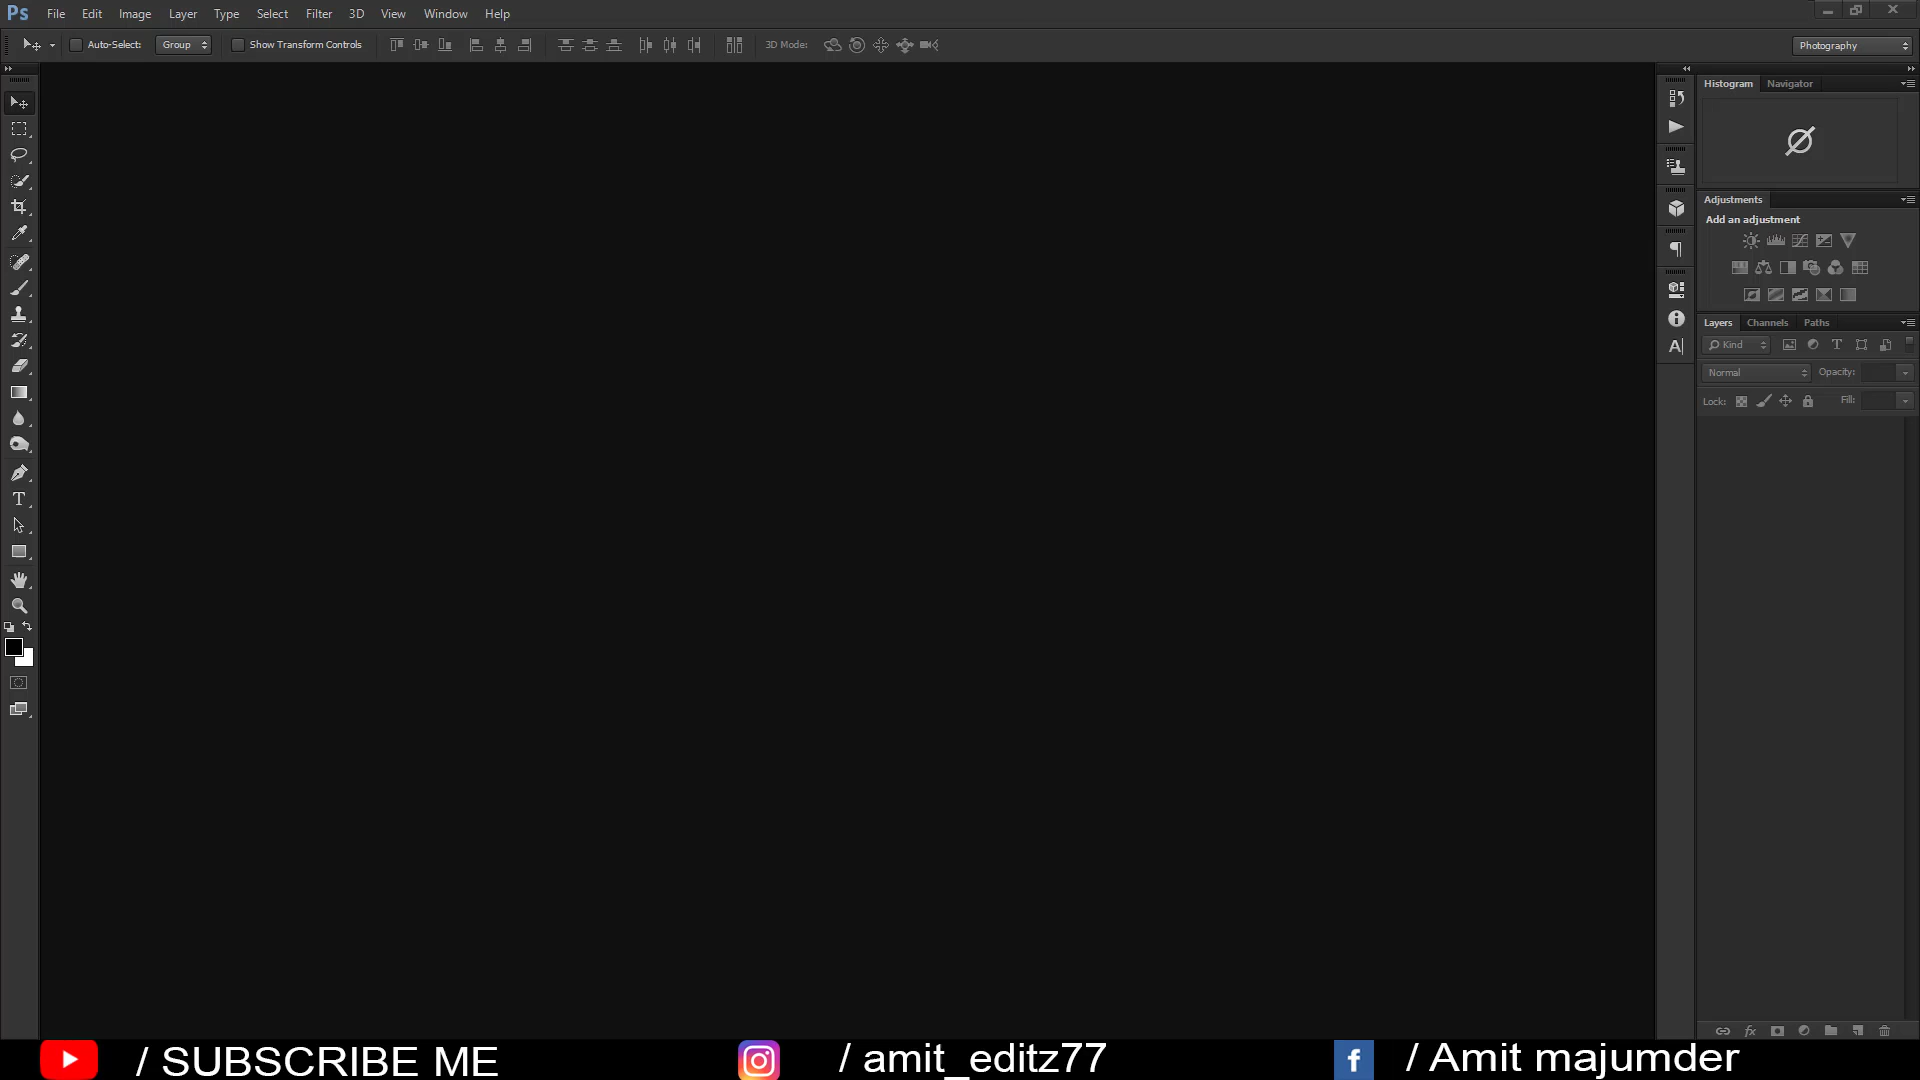 Ps File Edit Image Layer Type Select Filter 3D View Window Help
Auto-Select: Group Show Transform Controls 3D Mode: Photography
Histogram Navigator
Adjustments
Add an adjustment
Layers Channels Paths
Kind
Normal Opacity:
Lock: Fill:
/ SUBSCRIBE ME / amit_editz77 / Amit majumder